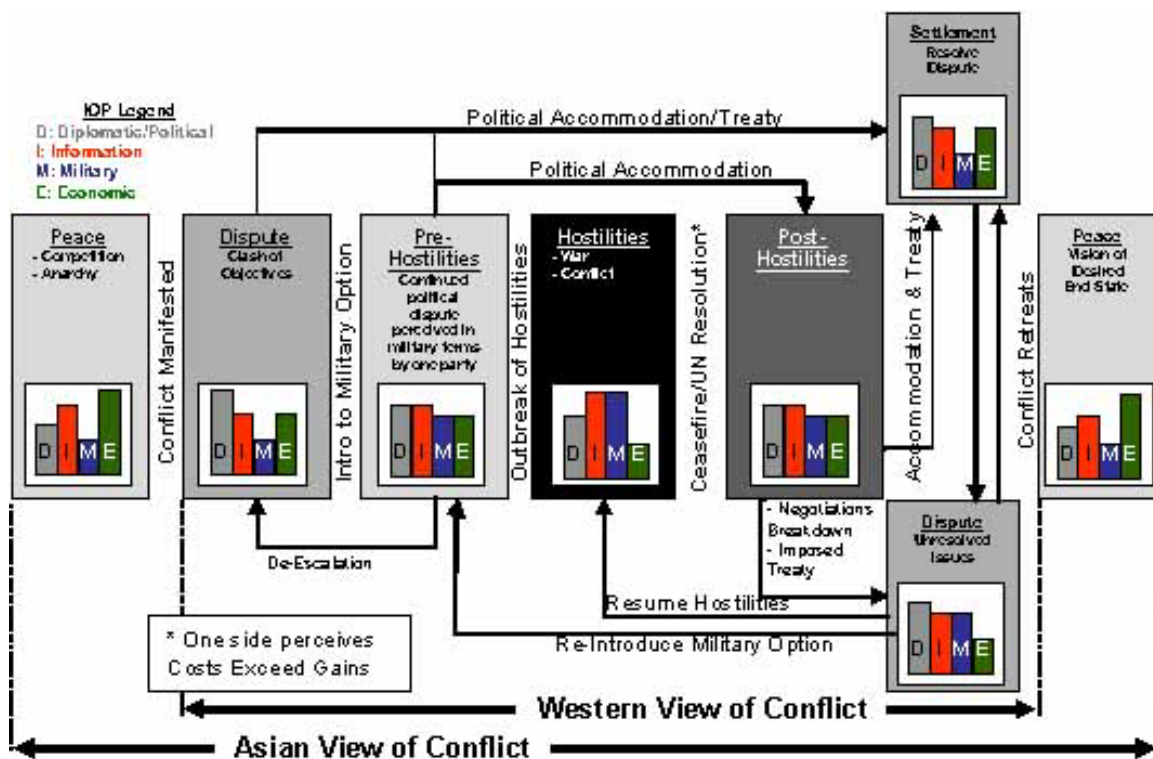 Settlement
Resolve
Dispute
IOP Legend
D: Diplomatic/Political
I: Information
M: Military
E: Economic
Political Accommodation/Treaty
Political Accommodation
D I M E
Peace
- Competition
- Anarchy
D I M E
Conflict Manifested
Dispute
Clash of
Objectives
D I M E
Intro to Military Option
Pre-
Hostilities
Continued
political
dispute
perceived in
military terms
by one party
D I M E
Outbreak of Hostilities
Hostilities
- War
- Conflict
D I M E
Ceasefire/UN Resolution*
Post-
Hostilities
D I M E
Accommodation & Treaty
Conflict Retreats
Peace
Vision of
Desired
End State
D I M E
De-Escalation
- Negotiations
Breakdown
- Imposed
Treaty
Dispute
Unresolved
Issues
D I M E
Resume Hostilities
Re-Introduce Military Option
* One side perceives
Costs Exceed Gains
Western View of Conflict
Asian View of Conflict